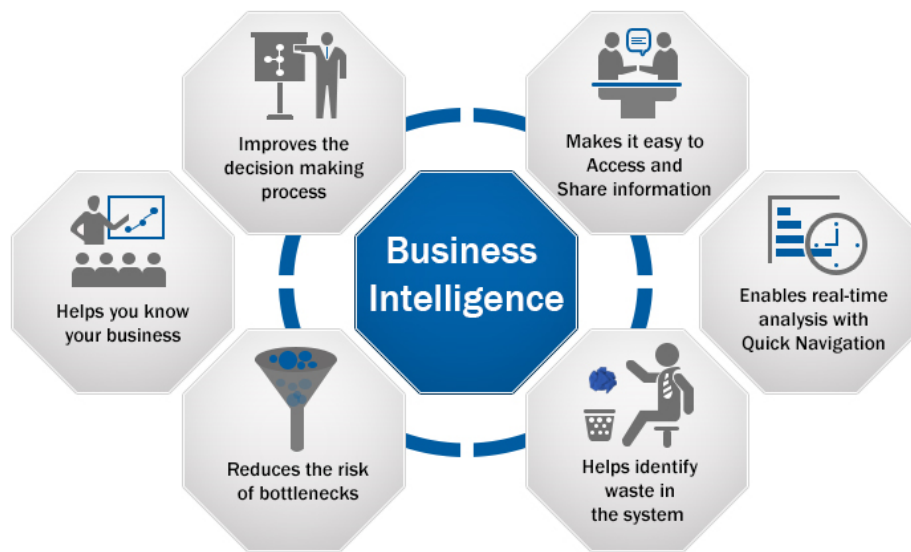 Improves the
decision making
process
Makes it easy to
Access and
Share information
Helps you know
your business
Business
Intelligence
Enables real-time
analysis with
Quick Navigation
Reduces the risk
of bottlenecks
Helps identify
waste in
the system